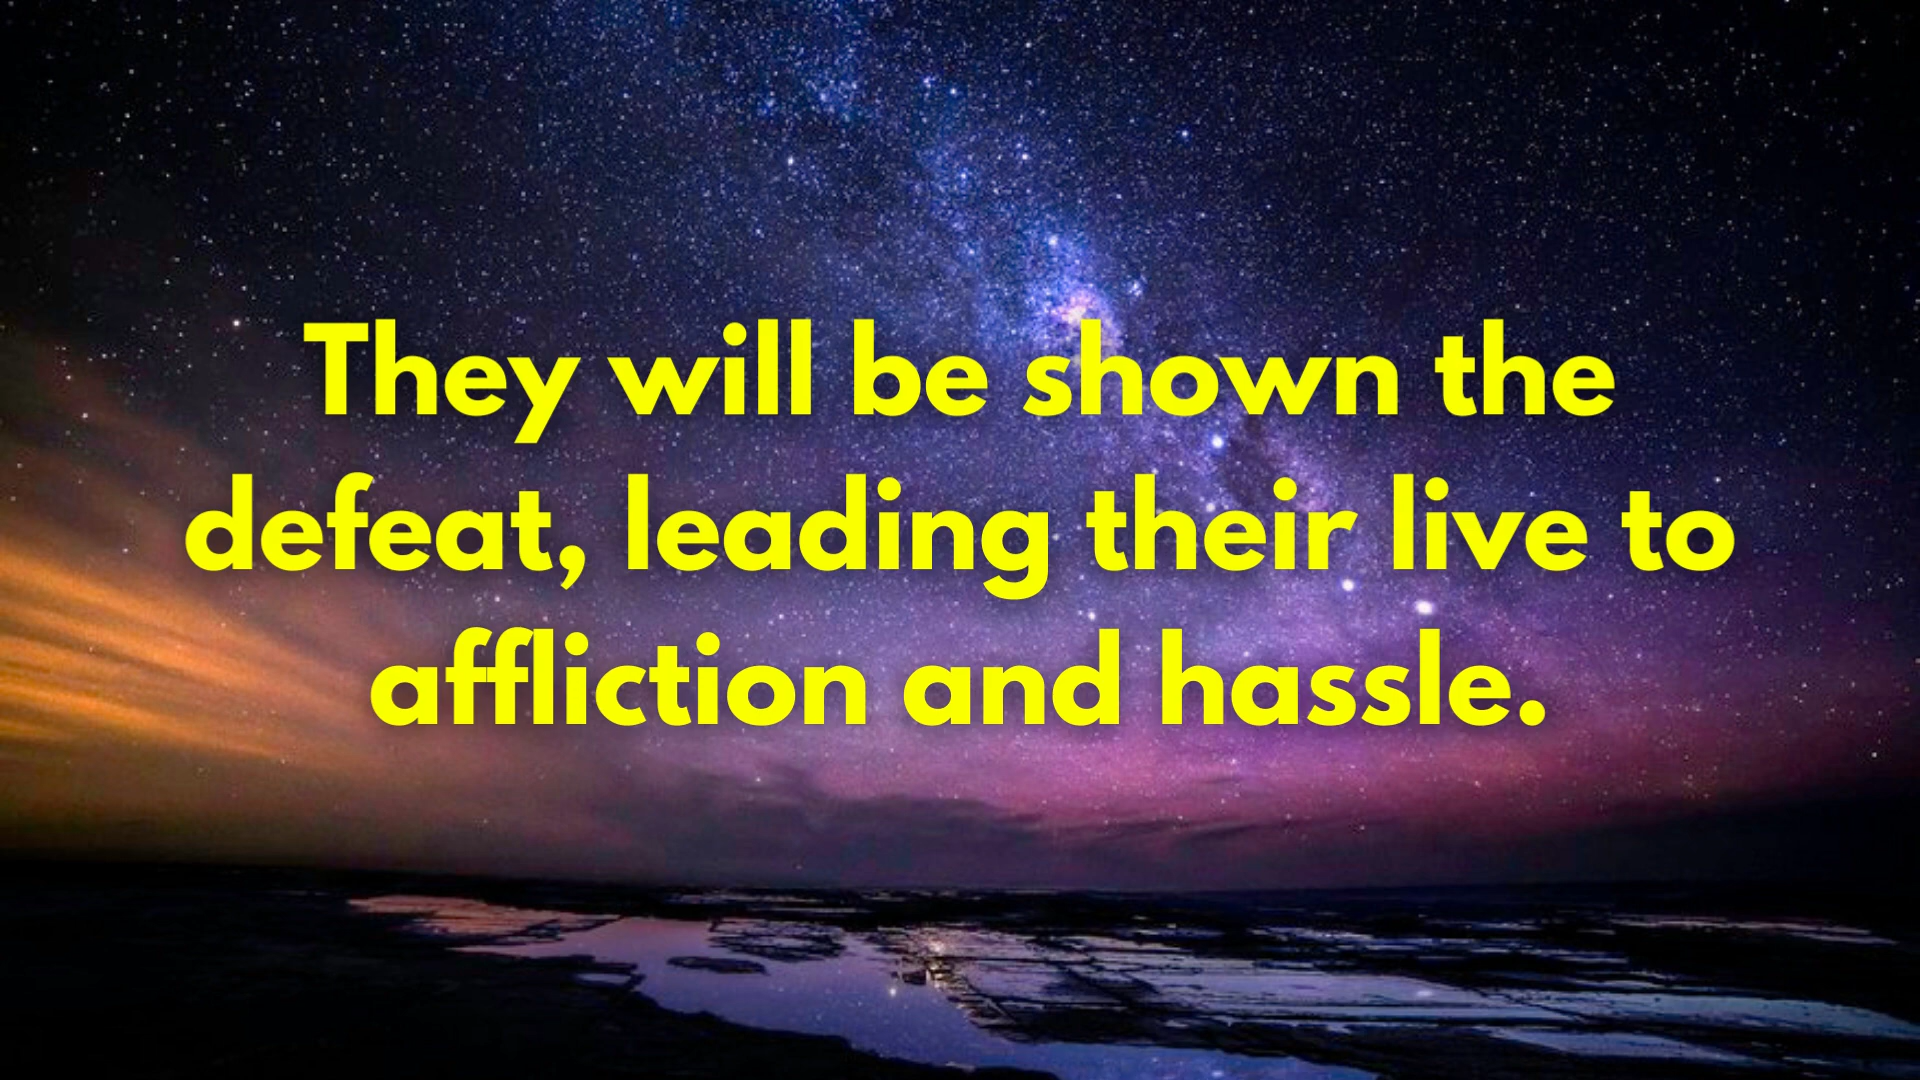 They will be shown the
defeat, leading their live to
affliction and hassle.